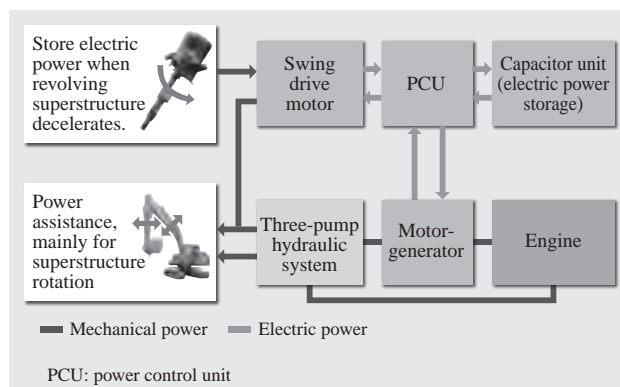 Store electric
power when
revolving
superstructure
decelerates.
Swing
drive
motor
PCU
Capacitor unit
(electric power
storage)
Power
assistance,
mainly for
superstructure
rotation
Three-pump
hydraulic
system
Motor-
generator
Engine
Mechanical power
Electric power
PCU: power control unit